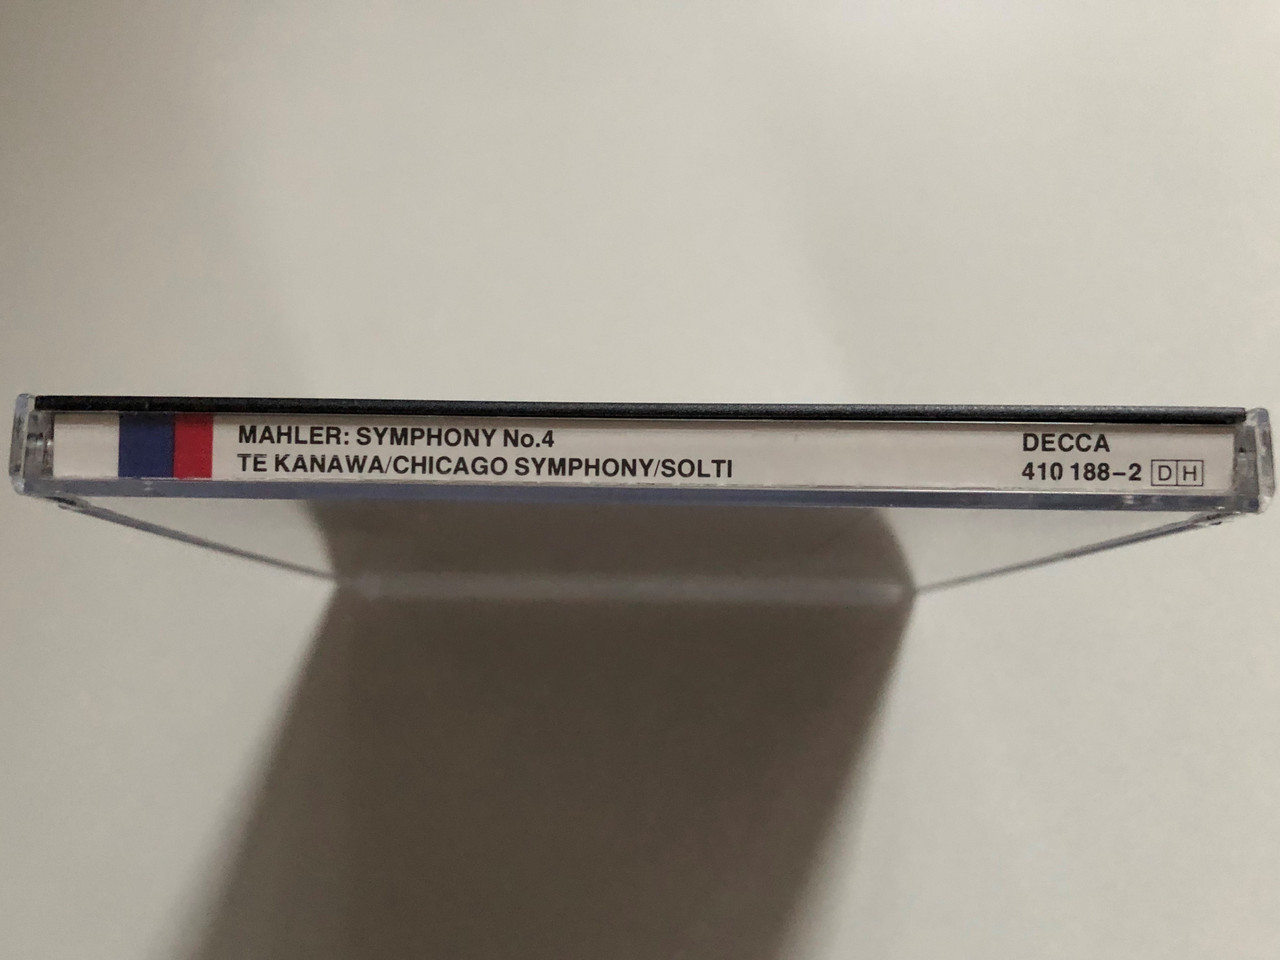 MAHLER: SYMPHONY No.4
TE KANAWA/CHICAGO SYMPHONY/SOLTI
DECCA
410 188-2 DH